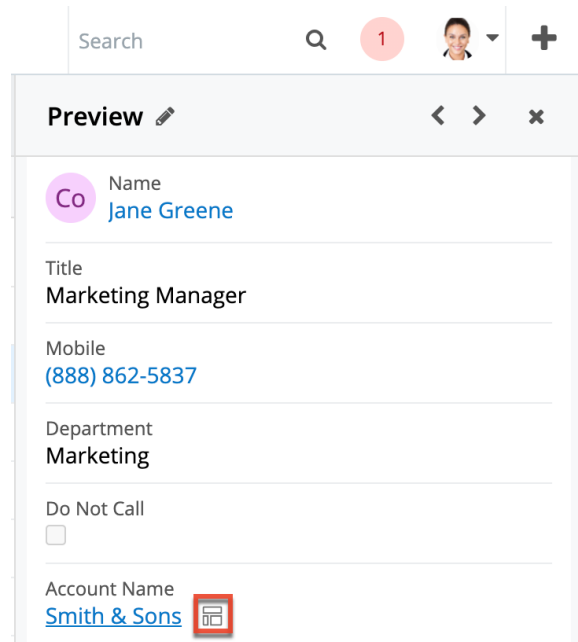 Search
1
Preview
Co
Name
Jane Greene
Title
Marketing Manager
Mobile
(888) 862-5837
Department
Marketing
Do Not Call
Account Name
Smith & Sons